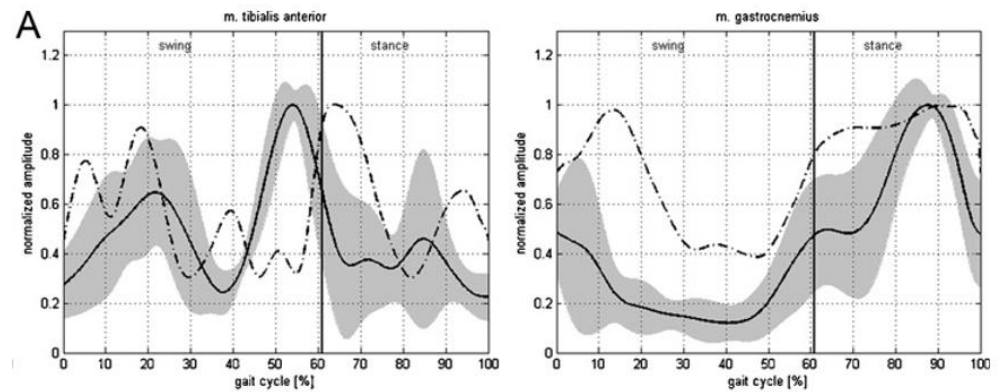 A
m. tibialis anterior
swing
stance
normalized amplitude
1
0.8
0.6
0.4
0.2
0
0 10 20 30 40 50 60 70 80 90 100
gait cycle [%]
m. gastrocnemius
swing
stance
normalized amplitude
1.2
1
0.8
0.6
0.4
0.2
0
0 10 20 30 40 50 60 70 80 90 100
gait cycle [%]